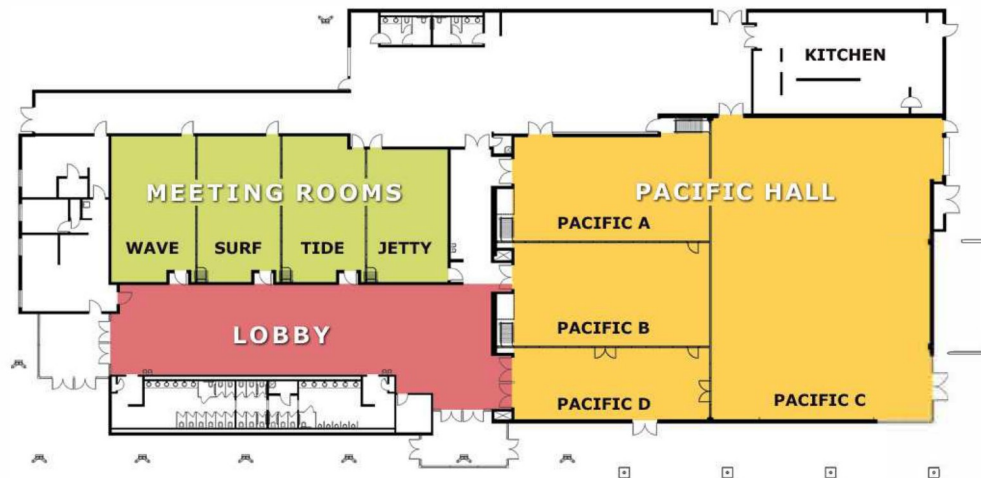 KITCHEN
MEETING ROOMS
PACIFIC HALL
PACIFIC A
WAVE
SURF
TIDE
JETTY
LOBBY
PACIFIC B
PACIFIC D
PACIFIC C